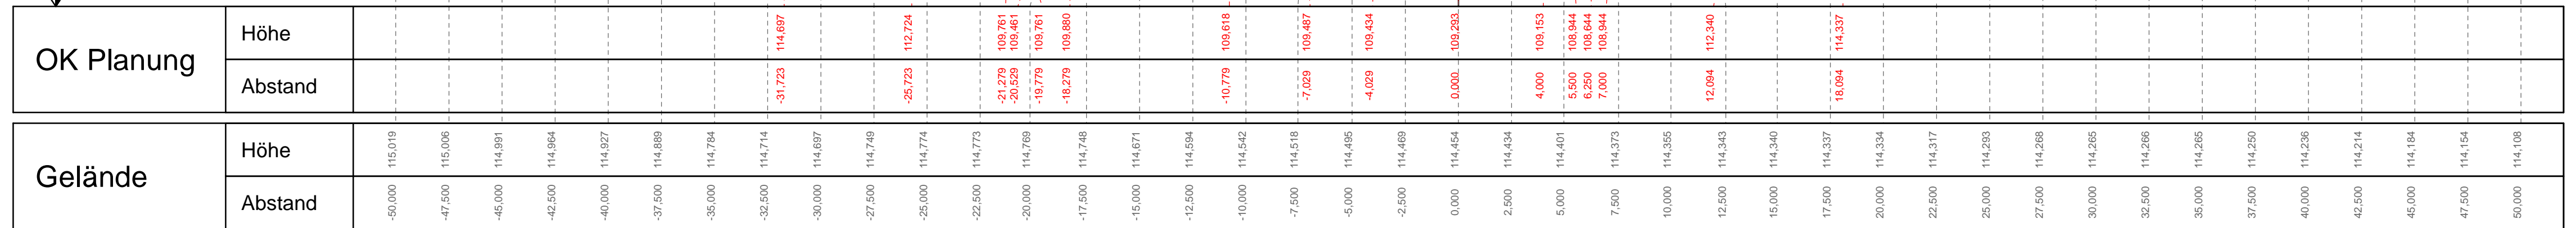 OK Planung
Höhe
114,697 112,724 109,761 109,461 109,761 109,880 109,618 109,487 109,434 109,293 109,153 108,944 108,644 108,944 112,340 114,337
Abstand
-31,723 -25,723 -21,279 -20,529 -19,779 -18,279 -10,779 -7,029 -4,029 0,000 4,000 5,500 6,250 7,000 12,094 18,094
Gelände
Höhe
115,019 115,006 114,991 114,964 114,927 114,889 114,784 114,714 114,697 114,749 114,774 114,773 114,769 114,748 114,671 114,594 114,542 114,518 114,495 114,469 114,454 114,434 114,401 114,373 114,355 114,343 114,340 114,337 114,334 114,317 114,293 114,268 114,265 114,266 114,265 114,250 114,236 114,214 114,184 114,154 114,108
Abstand
-50,000 -47,500 -45,000 -42,500 -40,000 -37,500 -35,000 -32,500 -30,000 -27,500 -25,000 -22,500 -20,000 -17,500 -15,000 -12,500 -10,000 -7,500 -5,000 -2,500 0,000 2,500 5,000 7,500 10,000 12,500 15,000 17,500 20,000 22,500 25,000 27,500 30,000 32,500 35,000 37,500 40,000 42,500 45,000 47,500 50,000